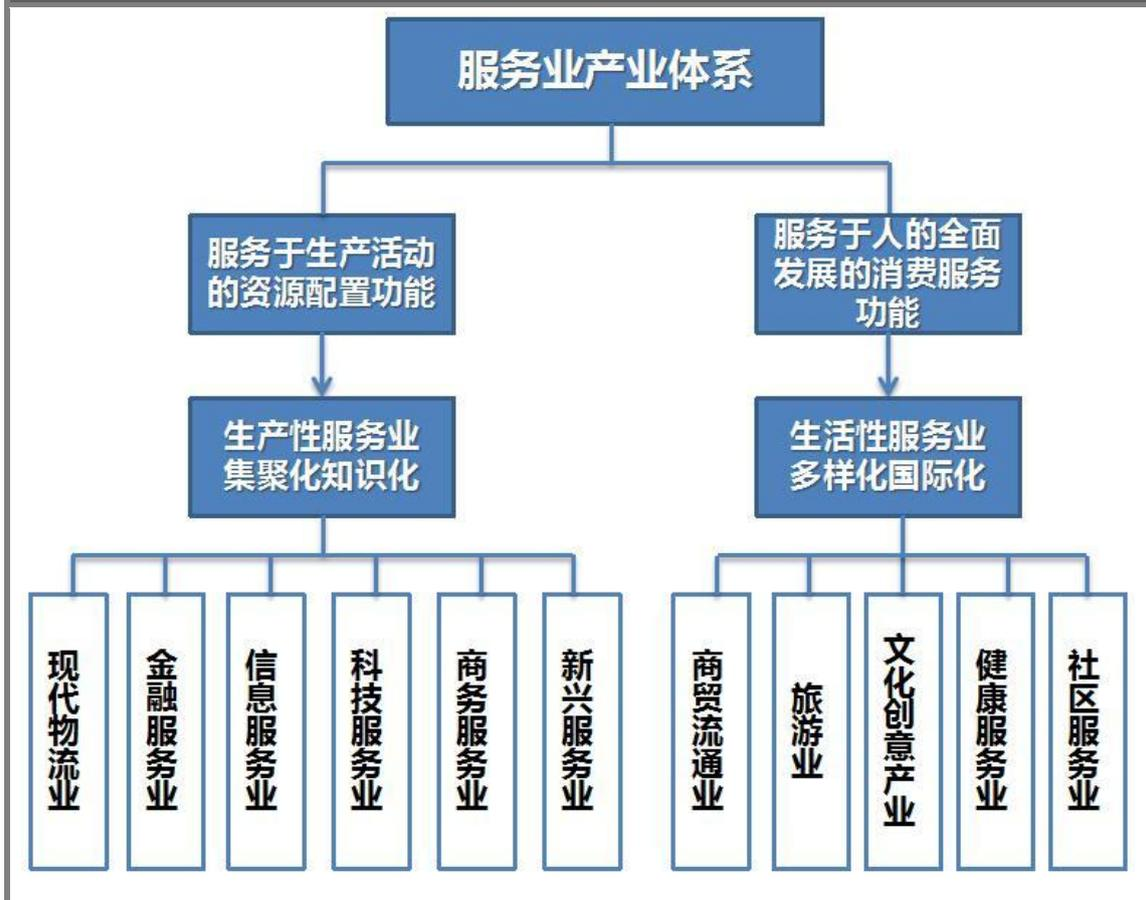 服务业产业体系
服务于生产活动
的资源配置功能
服务于人的全面
发展的消费服务
功能
生产性服务业
集聚化知识化
生活性服务业
多样化国际化
现代物流业
金融服务业
信息服务业
科技服务业
商务服务业
新兴服务业
商贸流通业
旅游业
文化创意产业
健康服务业
社区服务业